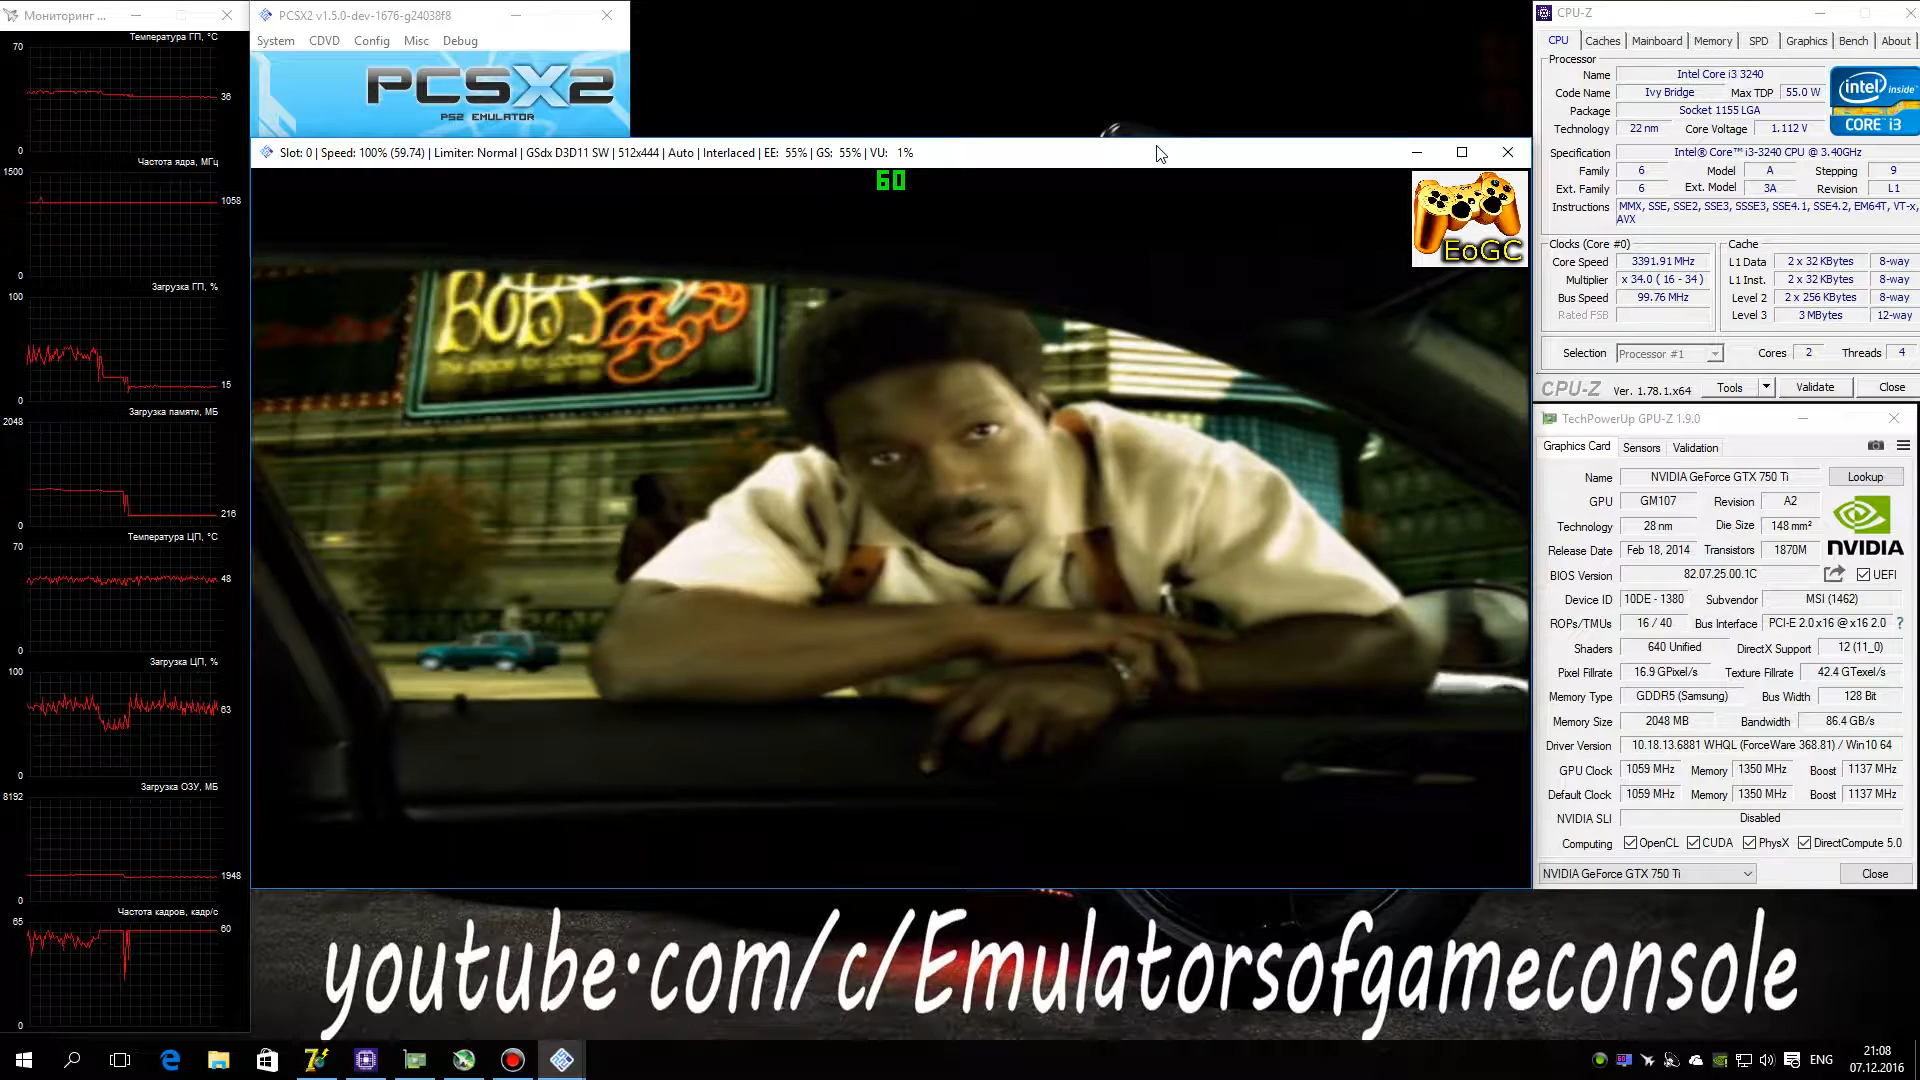 Мониторинг ...
Температура ГП, °C
70
36
0
Частота ядра, МГц
1500
1058
0
Загрузка ГП, %
100
15
0
Загрузка памяти, МБ
2048
216
0
Температура ЦП, °C
70
48
0
Загрузка ЦП, %
100
63
0
Загрузка ОЗУ, МБ
8192
1948
0
Частота кадров, кадр/с
65
60
0
PCSX2 v1.5.0-dev-1676-g24038f8
System CDVD Config Misc Debug
PCSX2
PS2 EMULATOR
Slot: 0 | Speed: 100% (59.74) | Limiter: Normal | GSdx D3D11 SW | 512x444 | Auto | Interlaced | EE: 55% | GS: 55% | VU: 1%
60
EoGC
BOB'S
CPU-Z
CPU Caches Mainboard Memory SPD Graphics Bench About
Processor
Name Intel Core i3 3240
Code Name Ivy Bridge Max TDP 55.0 W
Package Socket 1155 LGA
Technology 22 nm Core Voltage 1.112 V
intel inside
CORE i3
Specification Intel® Core™ i3-3240 CPU @ 3.40GHz
Family 6 Model A Stepping 9
Ext. Family 6 Ext. Model 3A Revision L1
Instructions MMX, SSE, SSE2, SSE3, SSSE3, SSE4.1, SSE4.2, EM64T, VT-x,
AVX
Clocks (Core #0) Cache
Core Speed 3391.91 MHz L1 Data 2 x 32 KBytes 8-way
Multiplier x 34.0 ( 16 - 34 ) L1 Inst. 2 x 32 KBytes 8-way
Bus Speed 99.76 MHz Level 2 2 x 256 KBytes 8-way
Rated FSB Level 3 3 MBytes 12-way
Selection Processor #1 Cores 2 Threads 4
CPU-Z Ver. 1.78.1.x64 Tools Validate Close
TechPowerUp GPU-Z 1.9.0
Graphics Card Sensors Validation
Name NVIDIA GeForce GTX 750 Ti Lookup
GPU GM107 Revision A2
Technology 28 nm Die Size 148 mm²
Release Date Feb 18, 2014 Transistors 1870M
NVIDIA
BIOS Version 82.07.25.00.1C UEFI
Device ID 10DE - 1380 Subvendor MSI (1462)
ROPs/TMUs 16 / 40 Bus Interface PCI-E 2.0 x16 @ x16 2.0 ?
Shaders 640 Unified DirectX Support 12 (11_0)
Pixel Fillrate 16.9 GPixel/s Texture Fillrate 42.4 GTexel/s
Memory Type GDDR5 (Samsung) Bus Width 128 Bit
Memory Size 2048 MB Bandwidth 86.4 GB/s
Driver Version 10.18.13.6881 WHQL (ForceWare 368.81) / Win10 64
GPU Clock 1059 MHz Memory 1350 MHz Boost 1137 MHz
Default Clock 1059 MHz Memory 1350 MHz Boost 1137 MHz
NVIDIA SLI Disabled
Computing OpenCL CUDA PhysX DirectCompute 5.0
NVIDIA GeForce GTX 750 Ti Close
youtube.com/c/Emulatorsofgameconsole
ENG
21:08
07.12.2016